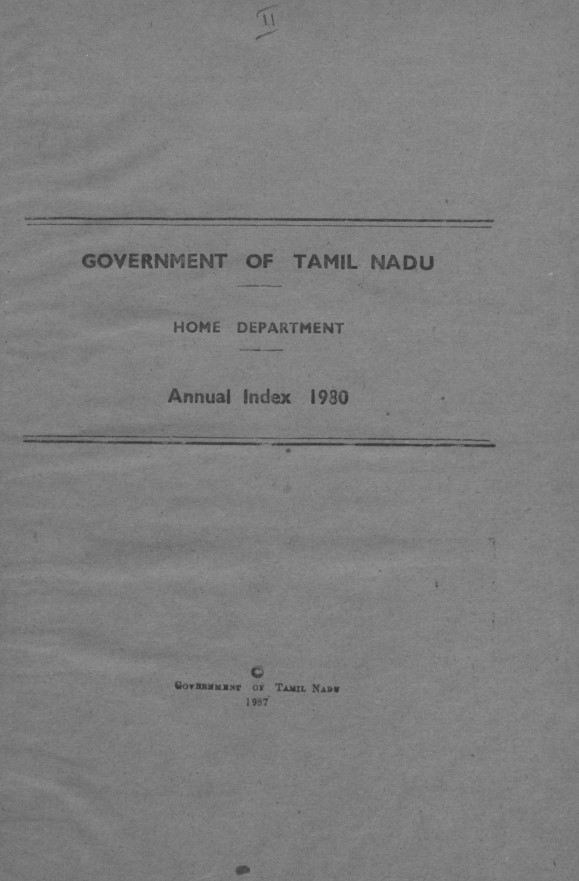 II
GOVERNMENT OF TAMIL NADU
HOME DEPARTMENT
Annual Index 1980
©
GOVERNMENT OF TAMIL NADU
1987